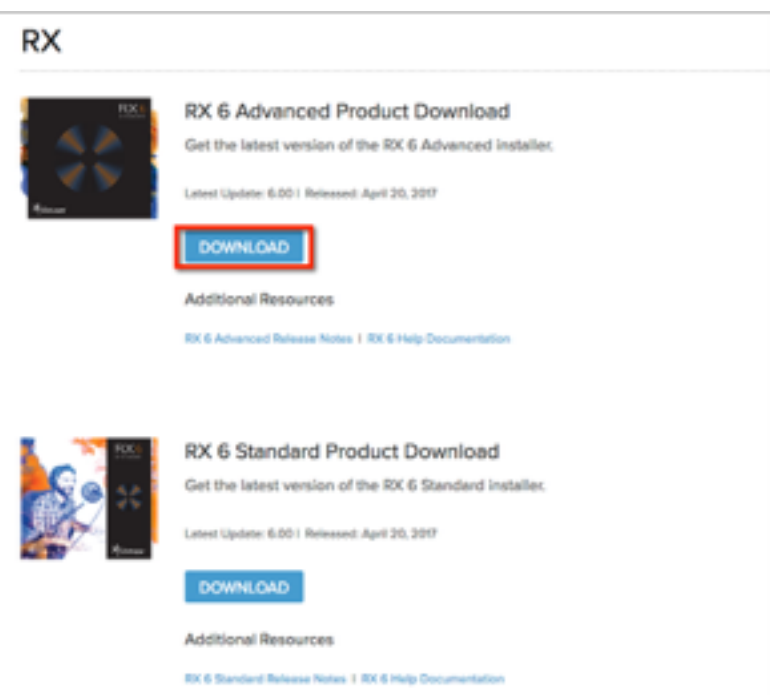 RX
RX 6 Advanced Product Download
Get the latest version of the RX 6 Advanced installer.
Latest Update: 6.00 | Released: April 20, 2017
DOWNLOAD
Additional Resources
RX 6 Advanced Release Notes | RX 6 Help Documentation
RX 6 Standard Product Download
Get the latest version of the RX 6 Standard installer.
Latest Update: 6.00 | Released: April 20, 2017
DOWNLOAD
Additional Resources
RX 6 Standard Release Notes | RX 6 Help Documentation